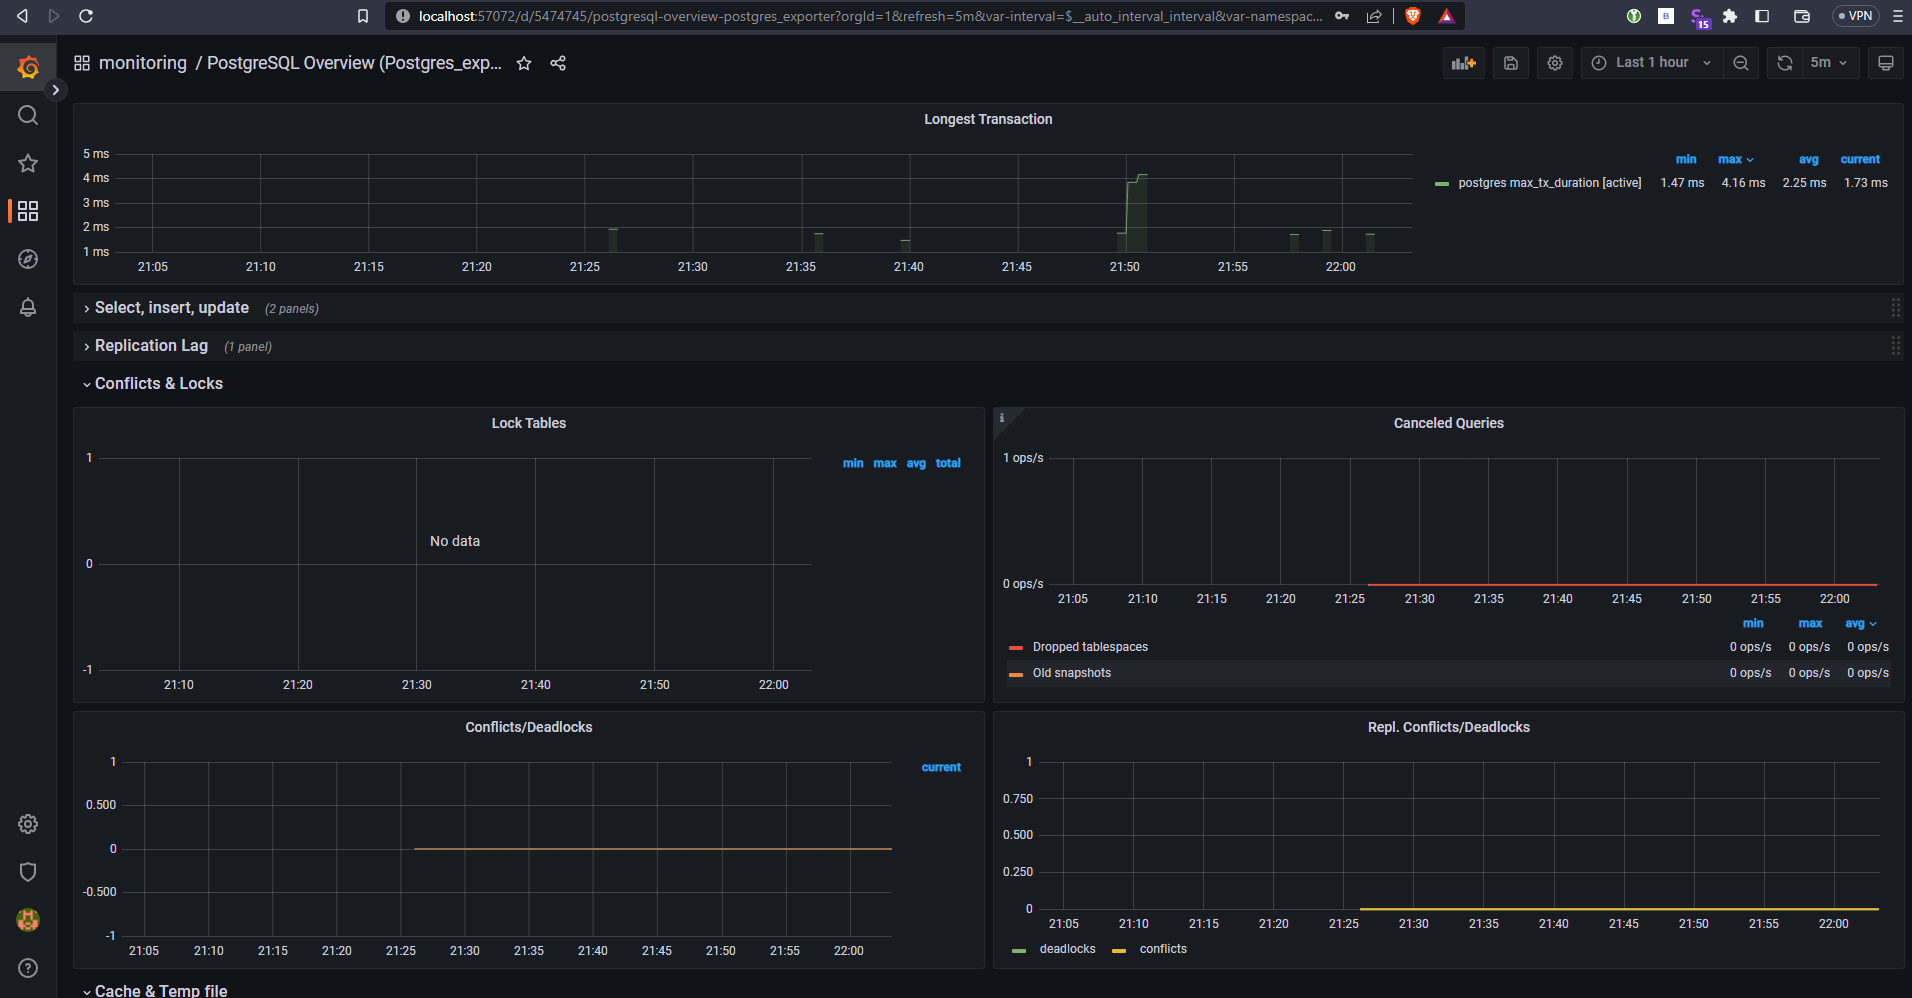 localhost:57072/d/5474745/postgresql-overview-postgres_exporter?orgId=1&refresh=5m&var-interval=$__auto_interval_interval&var-namespac...
B
15
VPN
monitoring / PostgreSQL Overview (Postgres_exp...
Last 1 hour
5m
Longest Transaction
5 ms
4 ms
3 ms
2 ms
1 ms
21:05 21:10 21:15 21:20 21:25 21:30 21:35 21:40 21:45 21:50 21:55 22:00
min max avg current
postgres max_tx_duration [active] 1.47 ms 4.16 ms 2.25 ms 1.73 ms
Select, insert, update (2 panels)
Replication Lag (1 panel)
Conflicts & Locks
Lock Tables
1
0
-1
No data
21:10 21:20 21:30 21:40 21:50 22:00
min max avg total
i
Canceled Queries
1 ops/s
0 ops/s
21:05 21:10 21:15 21:20 21:25 21:30 21:35 21:40 21:45 21:50 21:55 22:00
min max avg
Dropped tablespaces 0 ops/s 0 ops/s 0 ops/s
Old snapshots 0 ops/s 0 ops/s 0 ops/s
Conflicts/Deadlocks
1
0.500
0
-0.500
-1
21:05 21:10 21:15 21:20 21:25 21:30 21:35 21:40 21:45 21:50 21:55 22:00
current
Repl. Conflicts/Deadlocks
1
0.750
0.500
0.250
0
21:05 21:10 21:15 21:20 21:25 21:30 21:35 21:40 21:45 21:50 21:55 22:00
deadlocks conflicts
Cache & Temp file